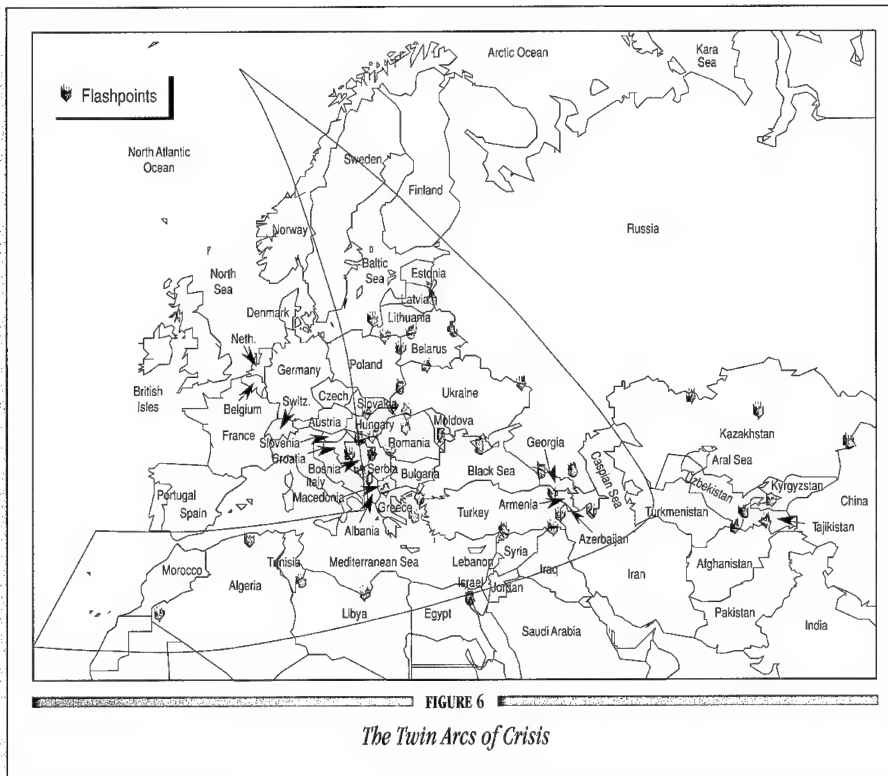 Arctic Ocean
Kara
Sea
Flashpoints
North Atlantic
Ocean
Sweden
Finland
Norway
Russia
North
Sea
Baltic
Sea
Estonia
Latvia
Lithuania
Denmark
Neth.
Belarus
Germany
Poland
British
Isles
Belgium
Switz.
Czech
Slovakia
Ukraine
France
Austria
Hungary
Moldova
Kazakhstan
Slovenia
Croatia
Romania
Georgia
Aral Sea
Bosnia
Serbia
Black Sea
Caspian Sea
Uzbekistan
Kyrgyzstan
Italy
Bulgaria
China
Portugal
Spain
Macedonia
Greece
Turkey
Armenia
Turkmenistan
Tajikistan
Albania
Azerbaijan
Morocco
Tunisia
Mediterranean Sea
Lebanon
Syria
Afghanistan
Algeria
Israel
Jordan
Iraq
Iran
Libya
Egypt
Pakistan
Saudi Arabia
India
FIGURE 6
The Twin Arcs of Crisis